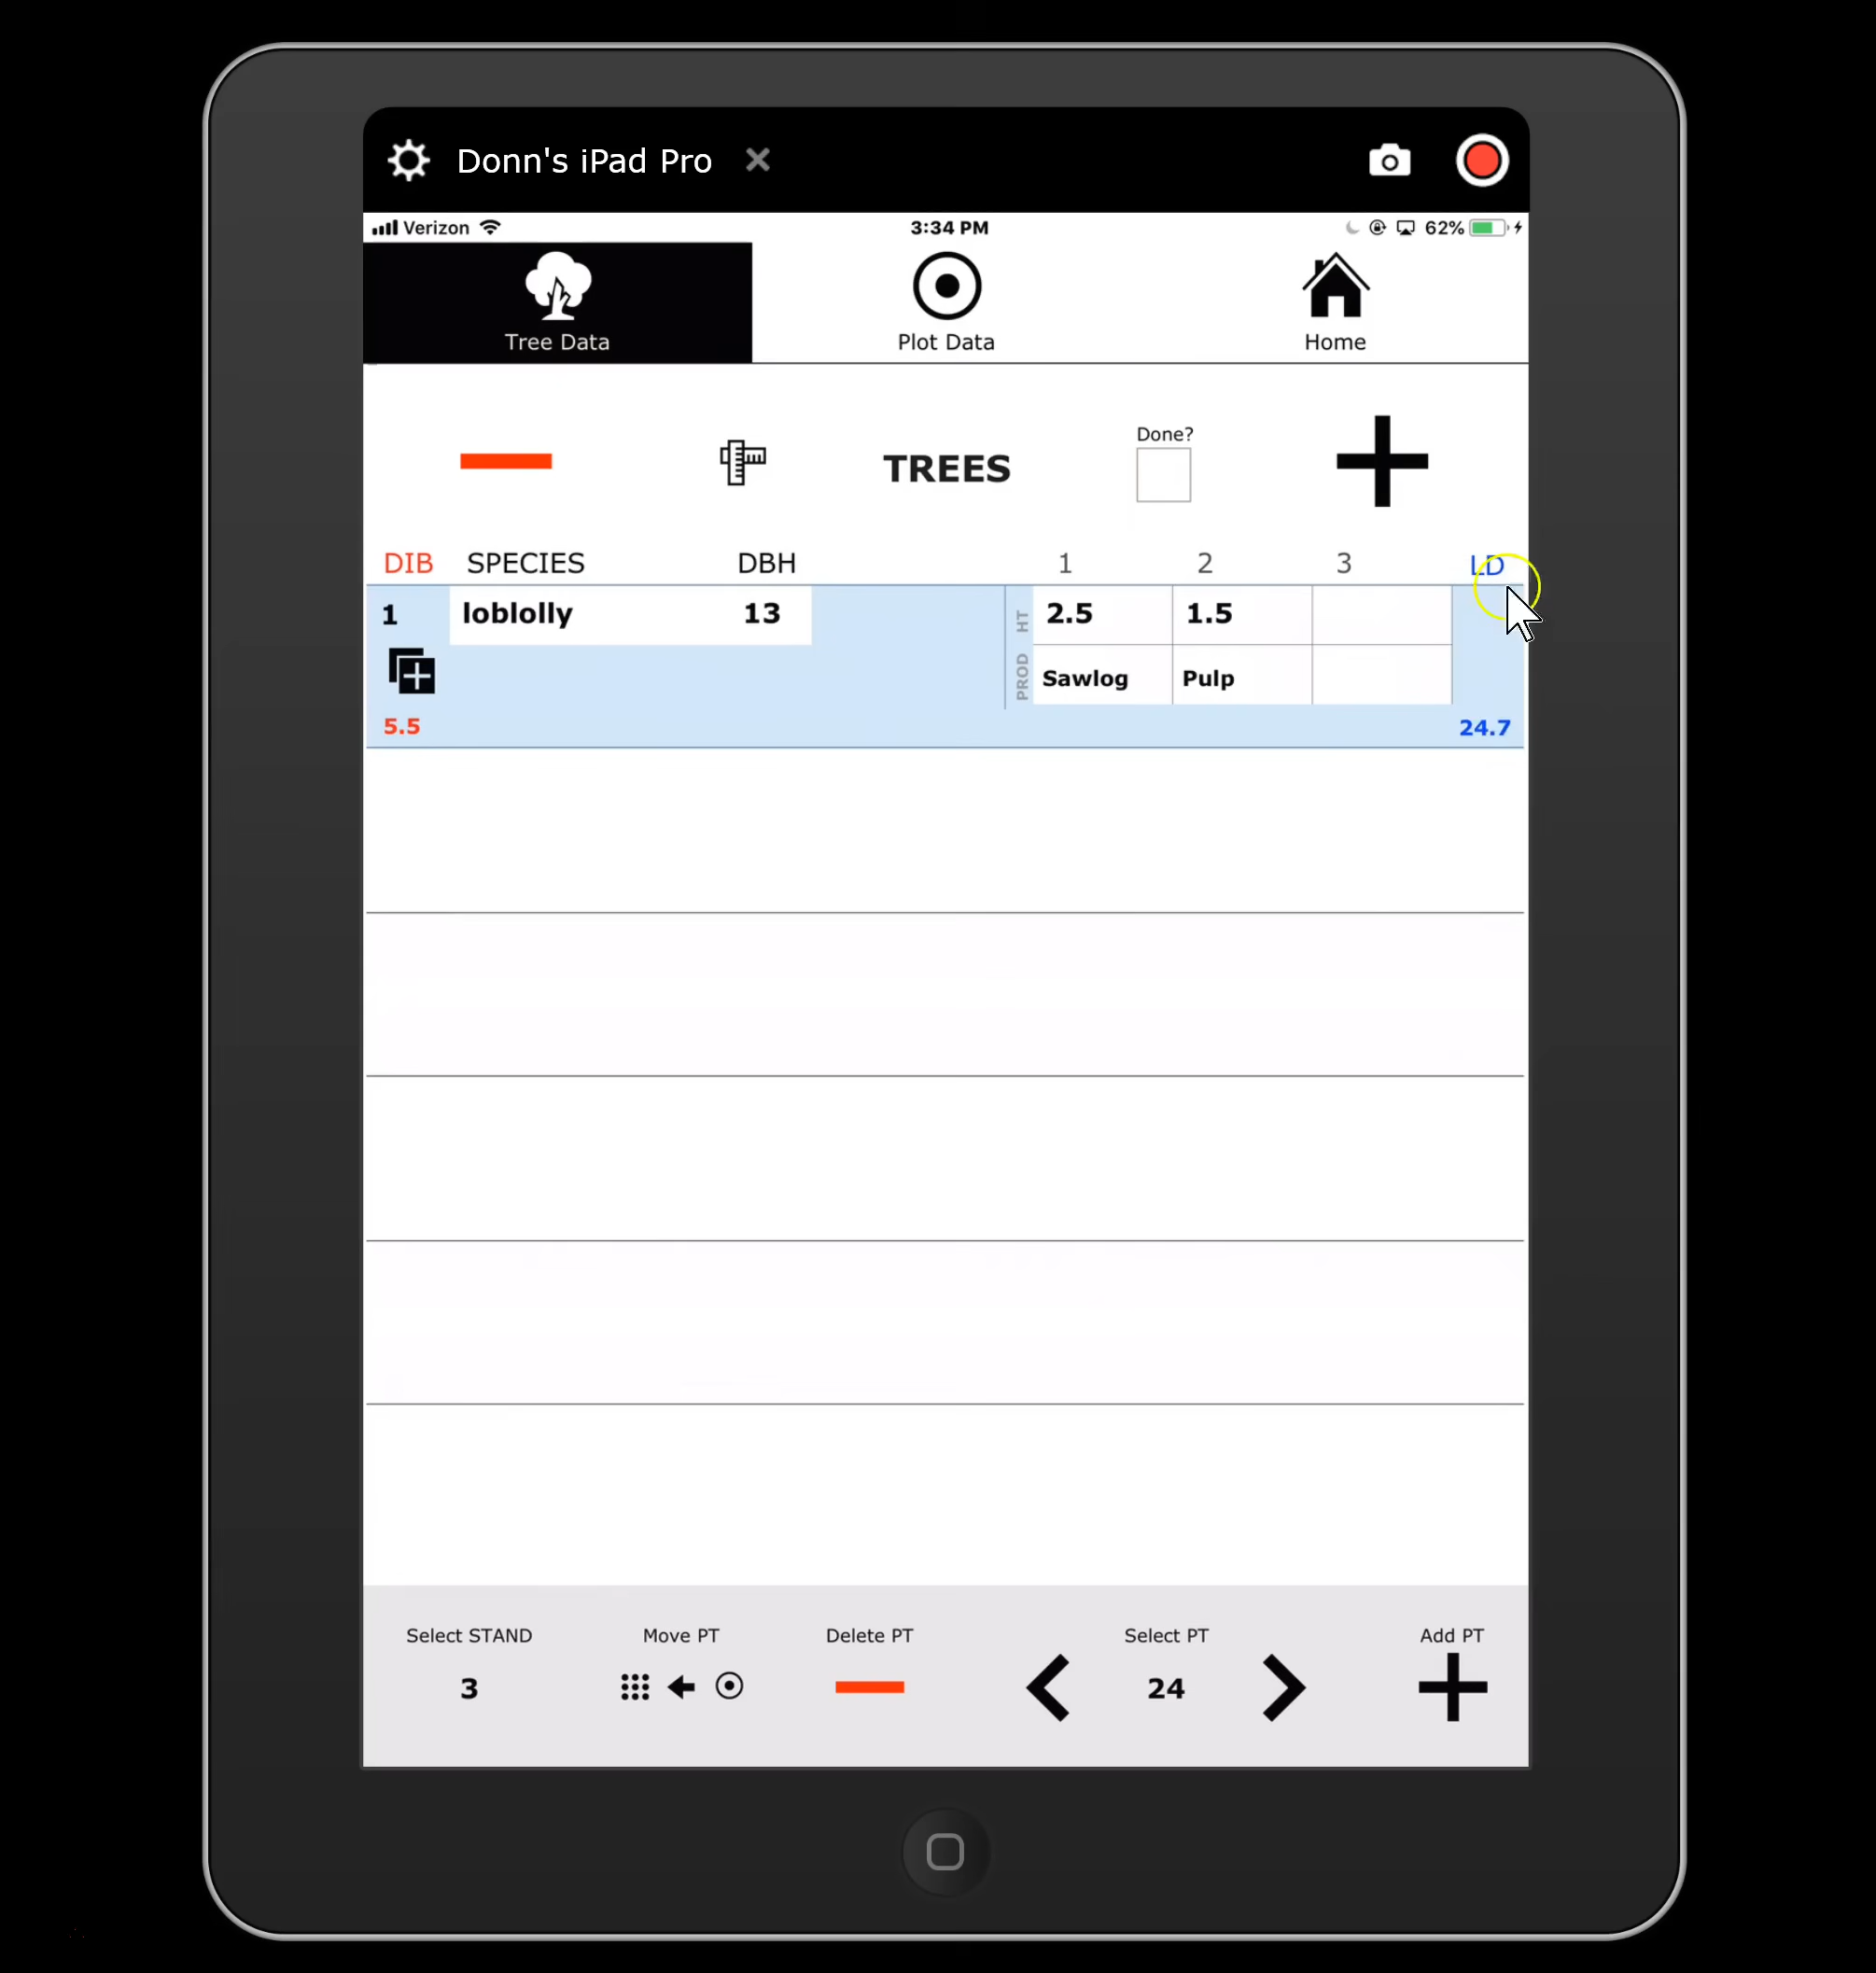 Donn's iPad Pro
Verizon 3:34 PM 62%
Tree Data Plot Data Home
TREES Done?
DIB SPECIES DBH 1 2 3 LD
1 loblolly 13 HT 2.5 1.5
PROD Sawlog Pulp
5.5 24.7
Select STAND Move PT Delete PT Select PT Add PT
3 24